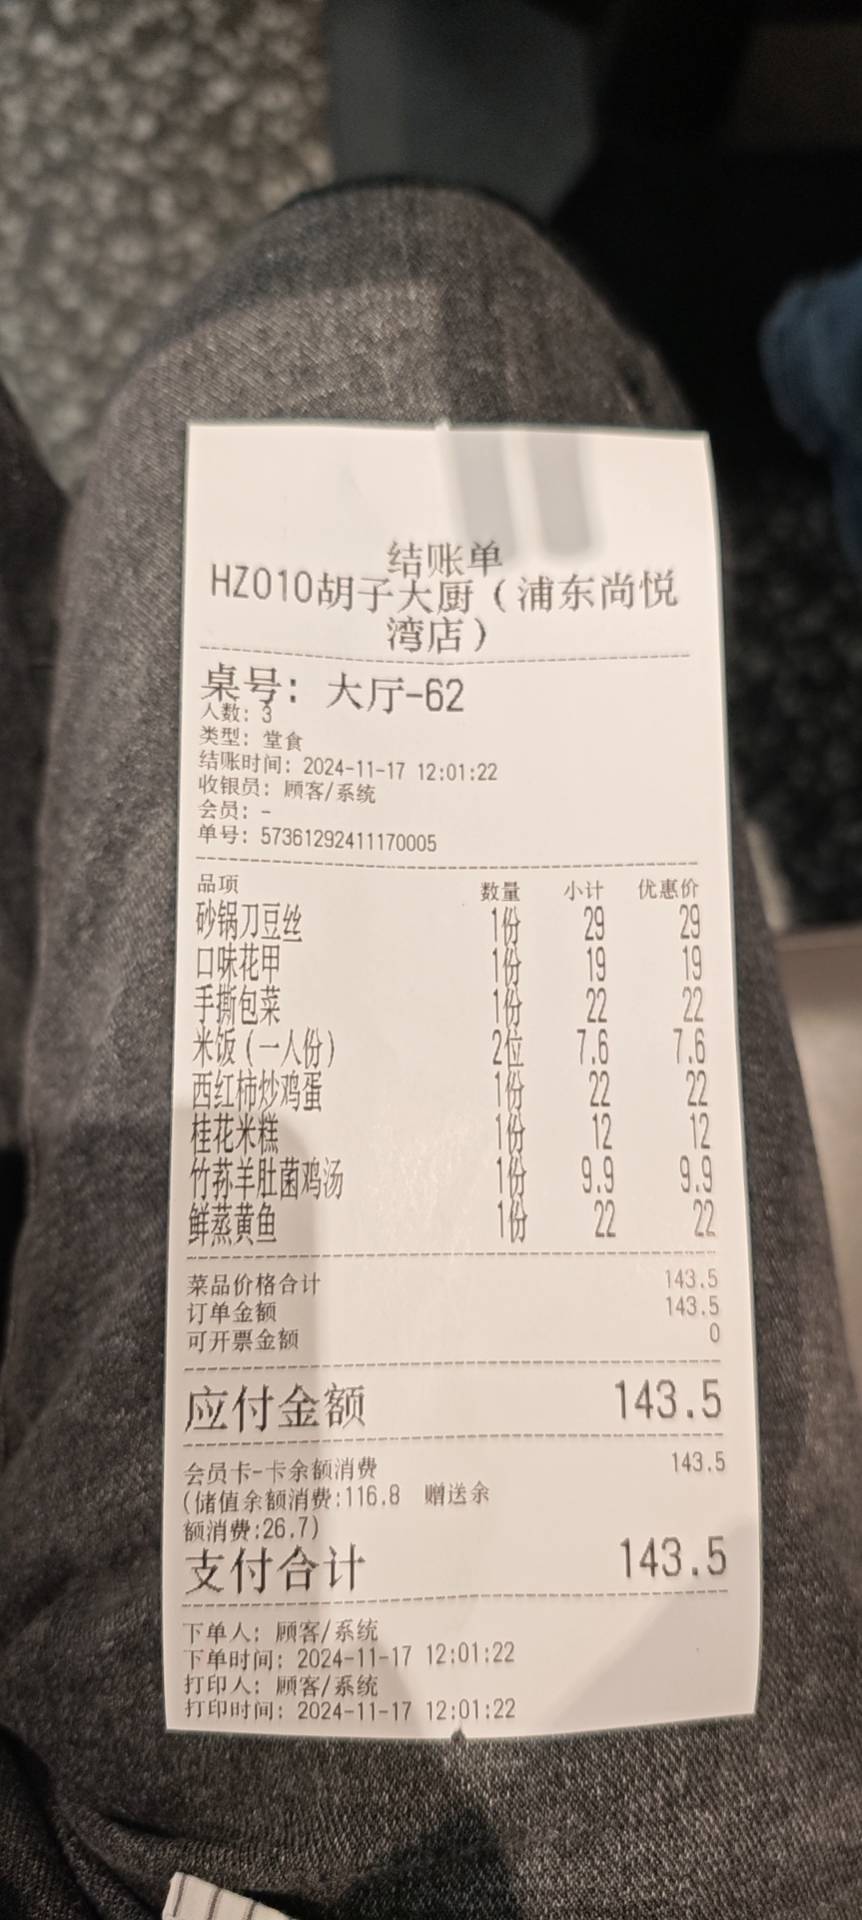 结账单
HZ010胡子大厨（浦东尚悦
湾店）
桌号：大厅-62
人数：3
类型：堂食
结账时间：2024-11-17 12:01:22
收银员：顾客/系统
会员：-
单号：57361292411170005
品项 数量 小计 优惠价
砂锅刀豆丝 1份 29 29
口味花甲 1份 19 19
手撕包菜 1份 22 22
米饭（一人份） 2位 7.6 7.6
西红柿炒鸡蛋 1份 22 22
桂花米糕 1份 12 12
竹荪羊肚菌鸡汤 1份 9.9 9.9
鲜蒸黄鱼 1份 22 22
菜品价格合计 143.5
订单金额 143.5
可开票金额 0
应付金额 143.5
会员卡-卡余额消费 143.5
(储值余额消费:116.8 赠送余
额消费:26.7)
支付合计 143.5
下单人：顾客/系统
下单时间：2024-11-17 12:01:22
打印人：顾客/系统
打印时间：2024-11-17 12:01:22